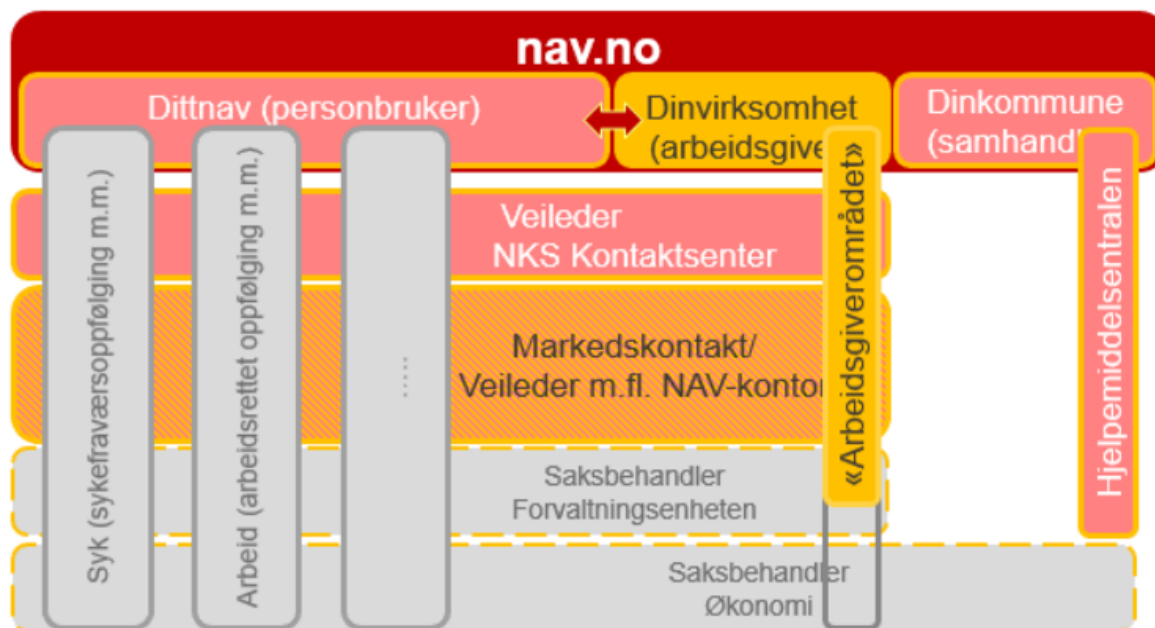 nav.no
Dittnav (personbruker)
Dinvirksomhet
(arbeidsgive
Dinkommune
(samhandl
Veileder
NKS Kontaktsenter
Markedskontakt/
Veileder m.fl. NAV-kontor
Saksbehandler
Forvaltningsenheten
Saksbehandler
Økonomi
Syk (sykefraværsoppfølging m.m.)
Arbeid (arbeidsrettet oppfølging m.m.)
.....
«Arbeidsgiverområdet»
Hjelpemiddelsentralen